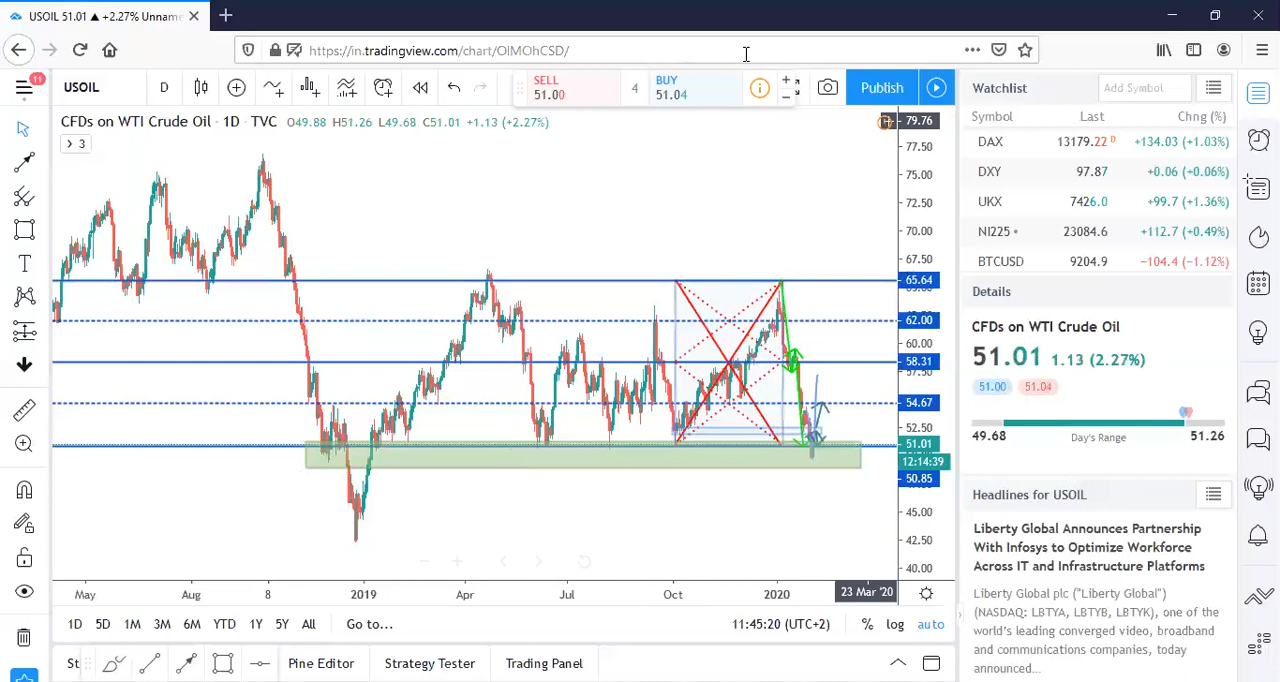 USOIL 51.01 ▲ +2.27% Unname
https://in.tradingview.com/chart/OIMOhCSD/
11
USOIL
D
SELL
51.00
4
BUY
51.04
Publish
CFDs on WTI Crude Oil · 1D · TVC O49.88 H51.26 L49.68 C51.01 +1.13 (+2.27%)
3
79.76
77.50
75.00
72.50
70.00
67.50
65.64
62.00
60.00
58.31
54.67
52.50
51.01
12:14:39
50.85
45.00
42.50
40.00
May
Aug
8
2019
Apr
Jul
Oct
2020
23 Mar '20
1D 5D 1M 3M 6M YTD 1Y 5Y All Go to...
11:45:20 (UTC+2) % log auto
St
Pine Editor
Strategy Tester
Trading Panel
Watchlist
Add Symbol
Symbol Last Chng (%)
DAX 13179.22 D +134.03 (+1.03%)
DXY 97.87 +0.06 (+0.06%)
UKX 7426.0 +99.7 (+1.36%)
NI225 23084.6 +112.7 (+0.49%)
BTCUSD 9204.9 −104.4 (−1.12%)
Details
CFDs on WTI Crude Oil
51.01 1.13 (2.27%)
51.00 51.04
49.68 Day's Range 51.26
Headlines for USOIL
Liberty Global Announces Partnership
With Infosys to Optimize Workforce
Across IT and Infrastructure Platforms
Liberty Global plc ("Liberty Global")
(NASDAQ: LBTYA, LBTYB, LBTYK), one of the
world's leading converged video, broadband
and communications companies, today
announced...